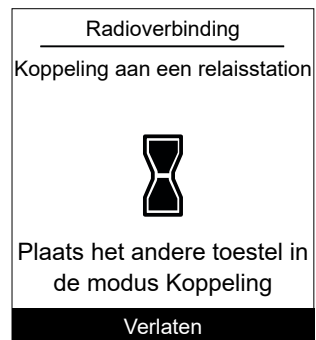 Radioverbinding
Koppeling aan een relaisstation
Plaats het andere toestel in
de modus Koppeling
Verlaten